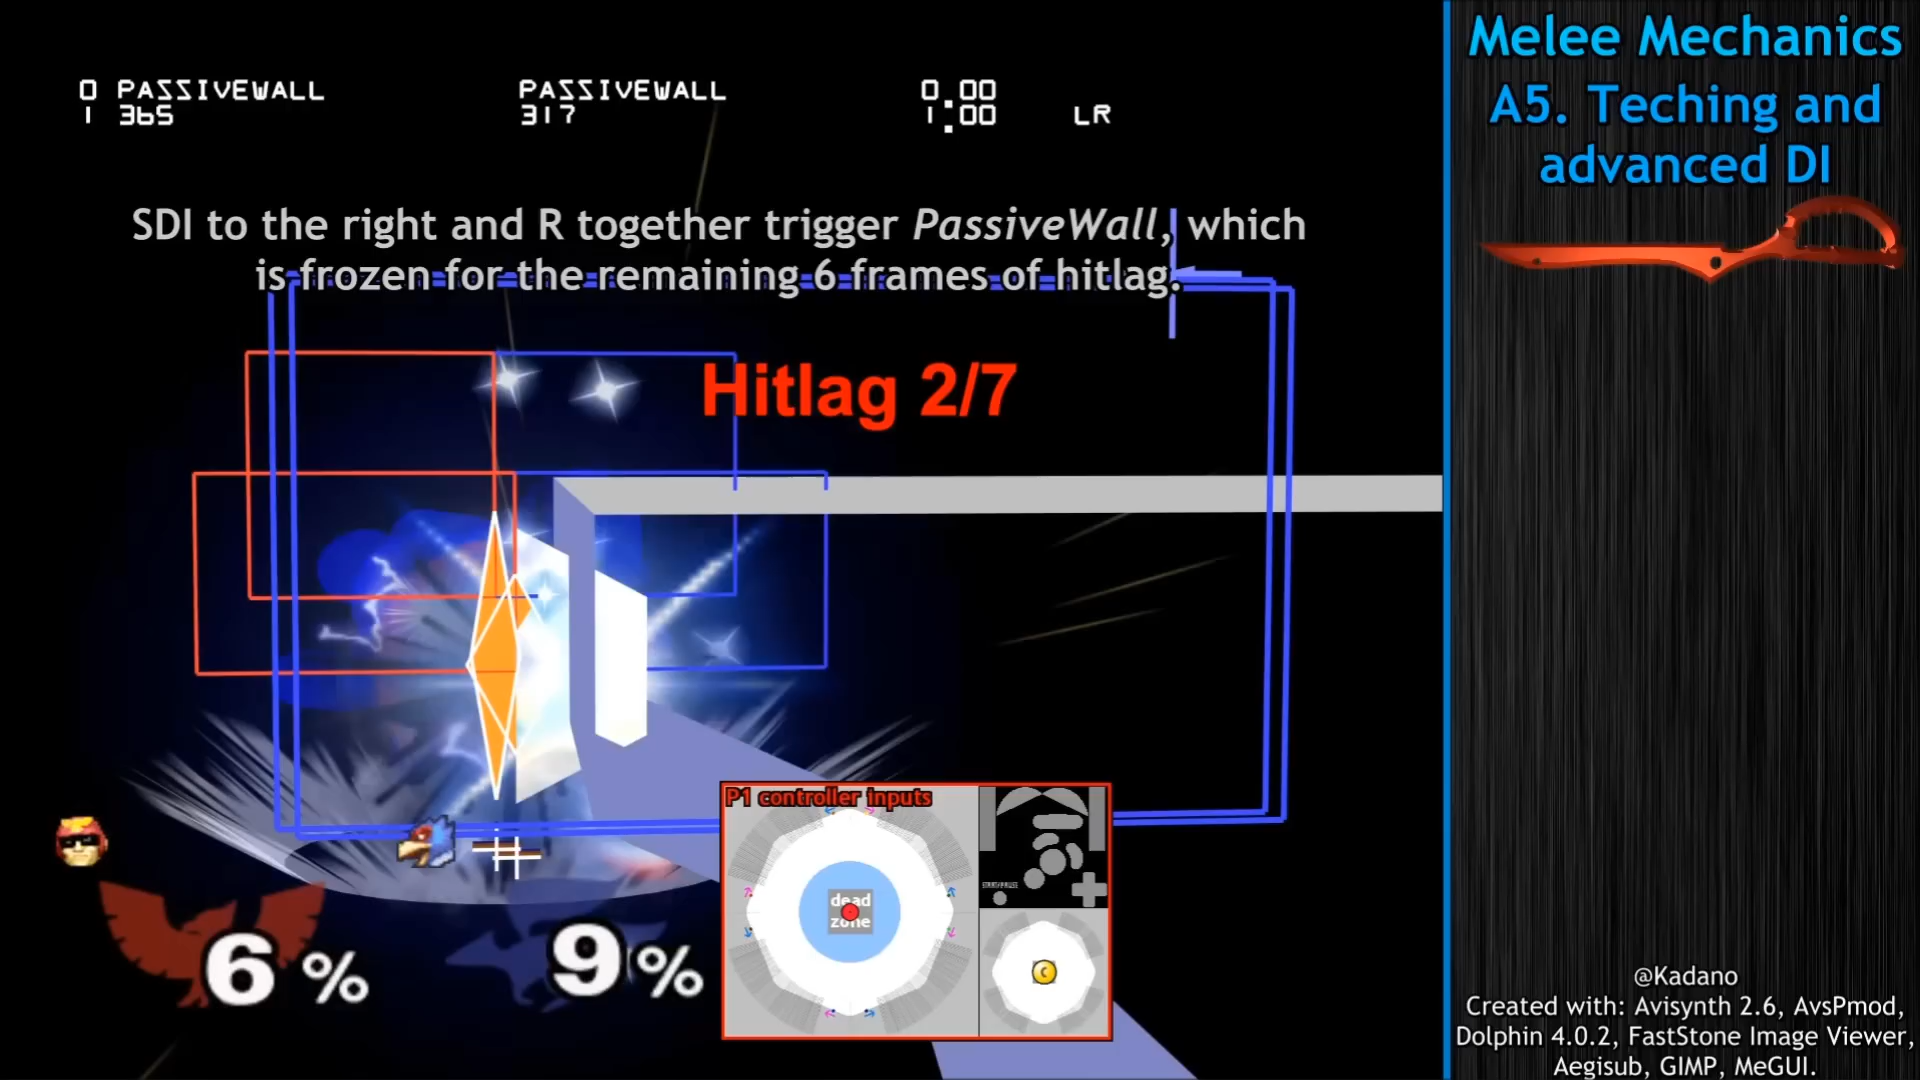 Melee Mechanics
A5. Teching and
advanced DI
0 PASSIVEWALL PASSIVEWALL 0.00
1 365 317 1.00 LR
SDI to the right and R together trigger PassiveWall, which
is frozen for the remaining 6 frames of hitlag.
Hitlag 2/7
P1 controller inputs
dead
zone
START/PAUSE
C
6 % 9 %
@Kadano
Created with: Avisynth 2.6, AvsPmod,
Dolphin 4.0.2, FastStone Image Viewer,
Aegisub, GIMP, MeGUI.